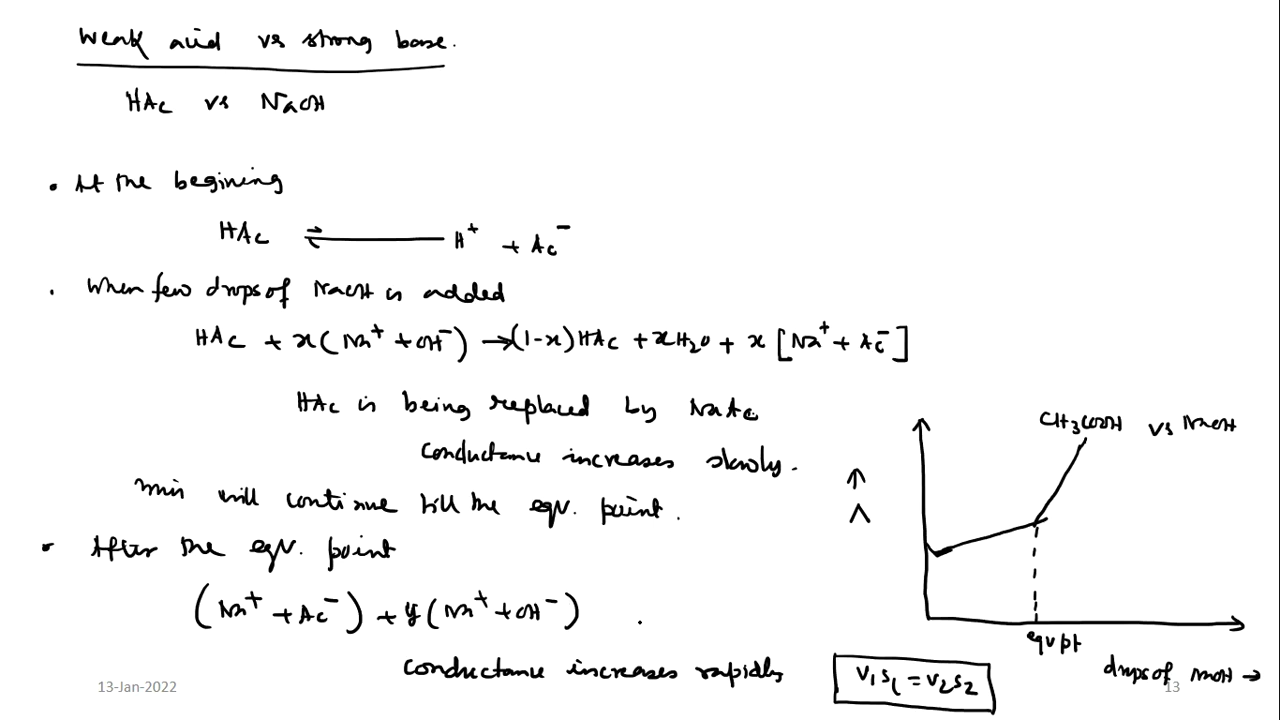 Weak acid vs strong base.
HAc vs NaOH
• At the begining
HAc ⇌ H⁺ + Ac⁻
. When few drops of NaOH is added
HAc + x(Na⁺ + OH⁻) → (1-x)HAc + xH₂O + x[Na⁺ + Ac⁻]
HAc is being replaced by NaAc
Conductance increases slowly.
This will continue till the eqv. point.
• After the eqv. point
(Na⁺ + Ac⁻) + y(Na⁺ + OH⁻)
Conductance increases rapidly
CH₃COOH vs NaOH
↑
Λ
eqv pt
drops of NaOH →
V₁S₁ = V₂S₂
13-Jan-2022
13